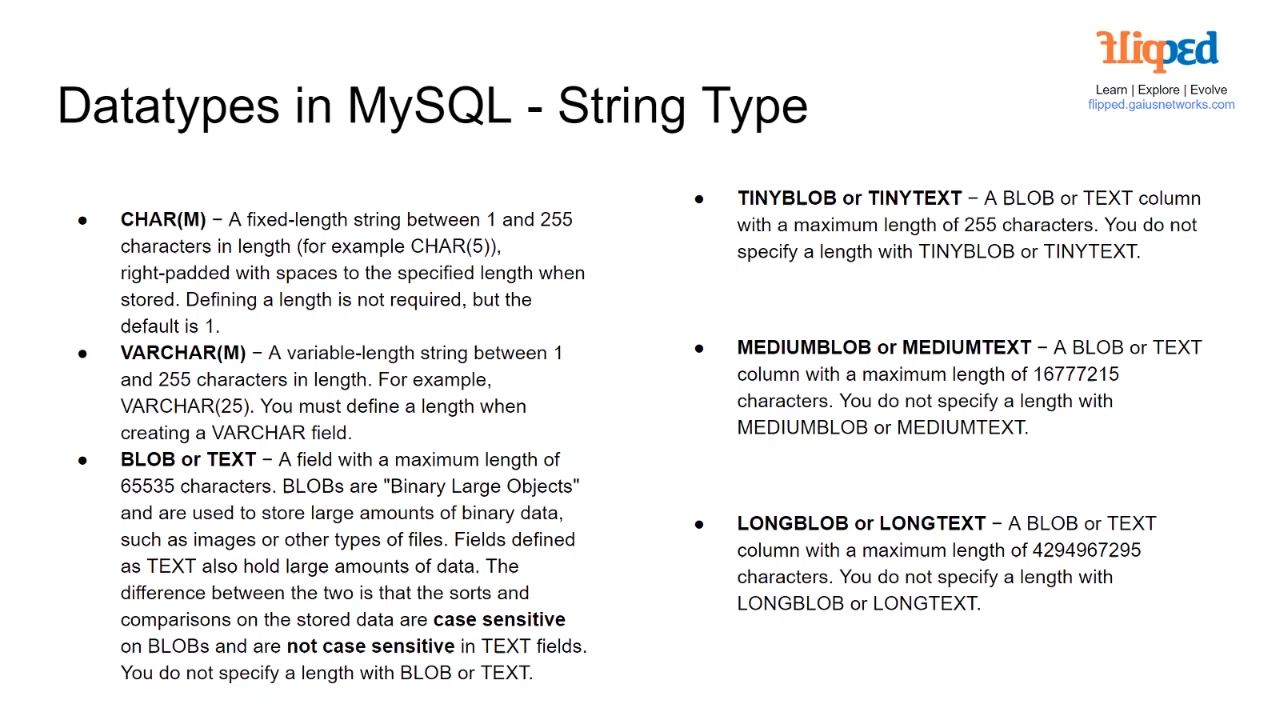 flipped
Learn | Explore | Evolve
flipped.gaiusnetworks.com
Datatypes in MySQL - String Type
● CHAR(M) − A fixed-length string between 1 and 255
characters in length (for example CHAR(5)),
right-padded with spaces to the specified length when
stored. Defining a length is not required, but the
default is 1.
● VARCHAR(M) − A variable-length string between 1
and 255 characters in length. For example,
VARCHAR(25). You must define a length when
creating a VARCHAR field.
● BLOB or TEXT − A field with a maximum length of
65535 characters. BLOBs are "Binary Large Objects"
and are used to store large amounts of binary data,
such as images or other types of files. Fields defined
as TEXT also hold large amounts of data. The
difference between the two is that the sorts and
comparisons on the stored data are case sensitive
on BLOBs and are not case sensitive in TEXT fields.
You do not specify a length with BLOB or TEXT.
● TINYBLOB or TINYTEXT − A BLOB or TEXT column
with a maximum length of 255 characters. You do not
specify a length with TINYBLOB or TINYTEXT.
● MEDIUMBLOB or MEDIUMTEXT − A BLOB or TEXT
column with a maximum length of 16777215
characters. You do not specify a length with
MEDIUMBLOB or MEDIUMTEXT.
● LONGBLOB or LONGTEXT − A BLOB or TEXT
column with a maximum length of 4294967295
characters. You do not specify a length with
LONGBLOB or LONGTEXT.